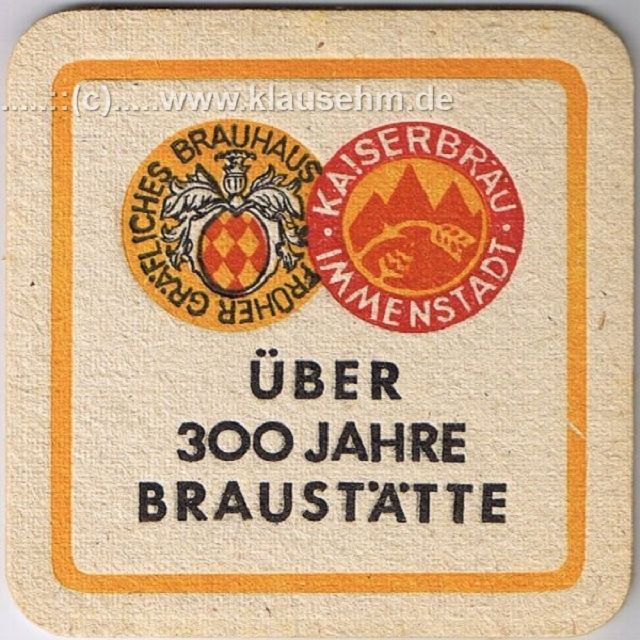 .....::(c).....www.klausehm.de
FRÜHER GRÄFLICHES BRAUHAUS
· KAISERBRÄU ·
IMMENSTADT
ÜBER
300 JAHRE
BRAUSTÄTTE